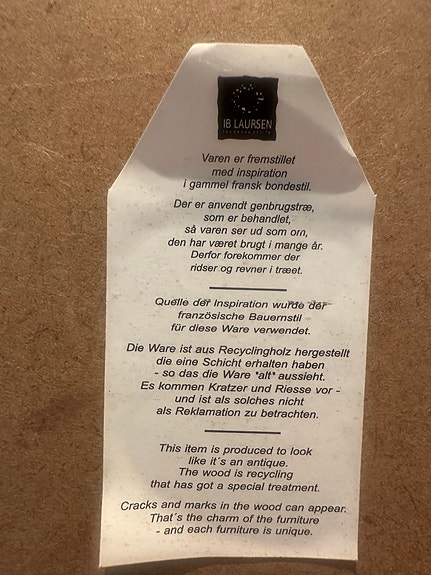 IB LAURSEN
Varen er fremstillet
med inspiration
i gammel fransk bondestil.
Der er anvendt genbrugstræ,
som er behandlet,
så varen ser ud som om,
den har været brugt i mange år.
Derfor forekommer der
ridser og revner i træet.
Quelle der Inspiration wurde der
französische Bauernstil
für diese Ware verwendet.
Die Ware ist aus Recyclingholz hergestellt
die eine Schicht erhalten haben
- so das die Ware "alt" aussieht.
Es kommen Kratzer und Riesse vor -
und ist als solches nicht
als Reklamation zu betrachten.
This item is produced to look
like it´s an antique.
The wood is recycling
that has got a special treatment.
Cracks and marks in the wood can appear.
That´s the charm of the furniture
- and each furniture is unique.